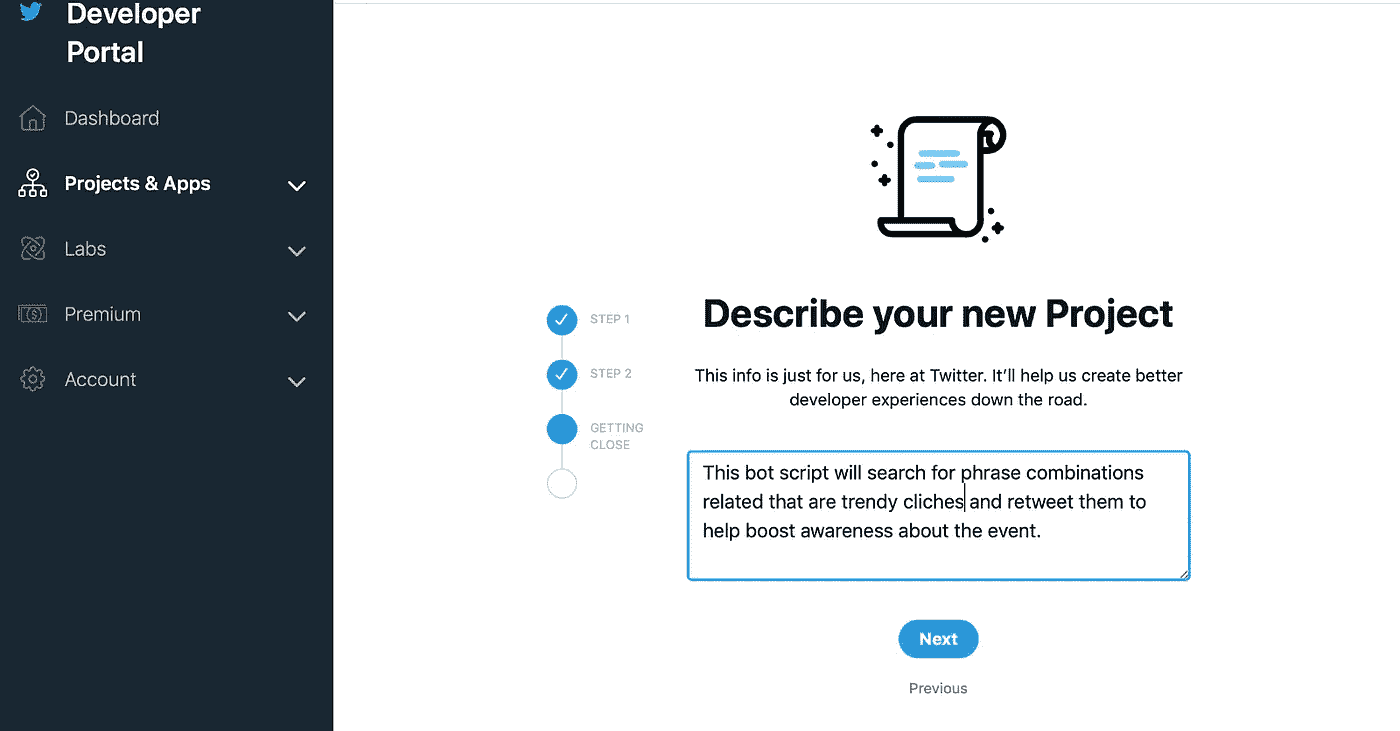 Developer
Portal
Dashboard
Projects & Apps
Labs
Premium
Account
STEP 1
STEP 2
GETTING
CLOSE
Describe your new Project
This info is just for us, here at Twitter. It’ll help us create better
developer experiences down the road.
This bot script will search for phrase combinations
related that are trendy cliches and retweet them to
help boost awareness about the event.
Next
Previous